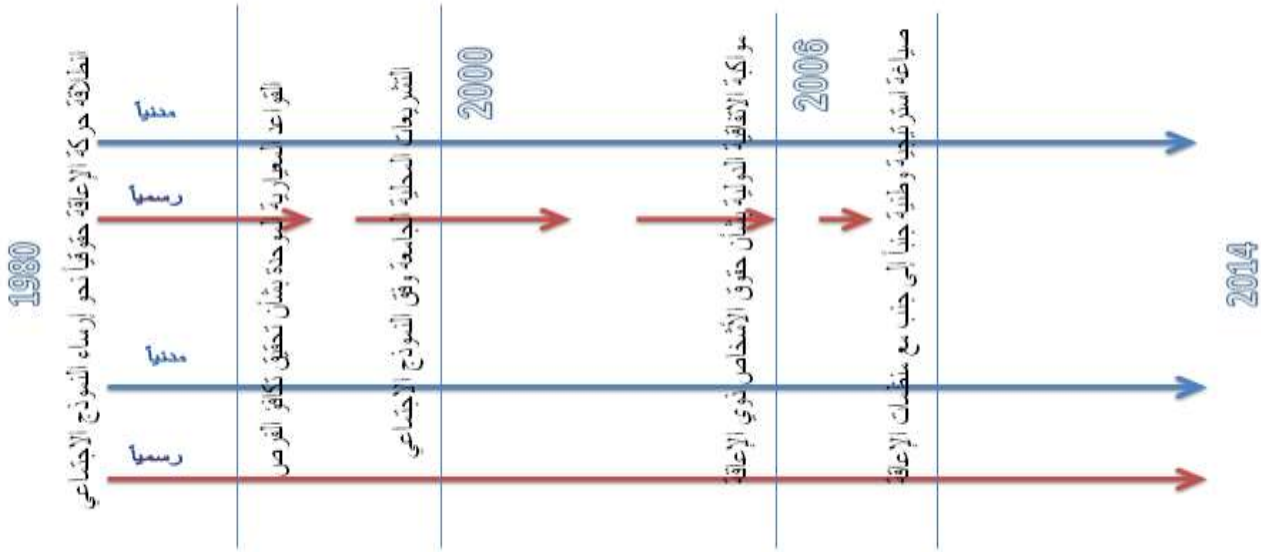 1980
انطلاقة حركة الإعاقة حقوقياً نحو إرساء النموذج الاجتماعي
مدنياً
رسمياً
مدنياً
رسمياً
القواعد المعيارية الموحدة بشأن تحقيق تكافؤ الفرص
التشريعات المحلية الجامعة وفق النموذج الاجتماعي
2000
مواكبة الاتفاقية الدولية بشأن حقوق الأشخاص ذوي الإعاقة
2006
صياغة استرتيجية وطنية جنباً إلى جنب مع منظمات الإعاقة
2014